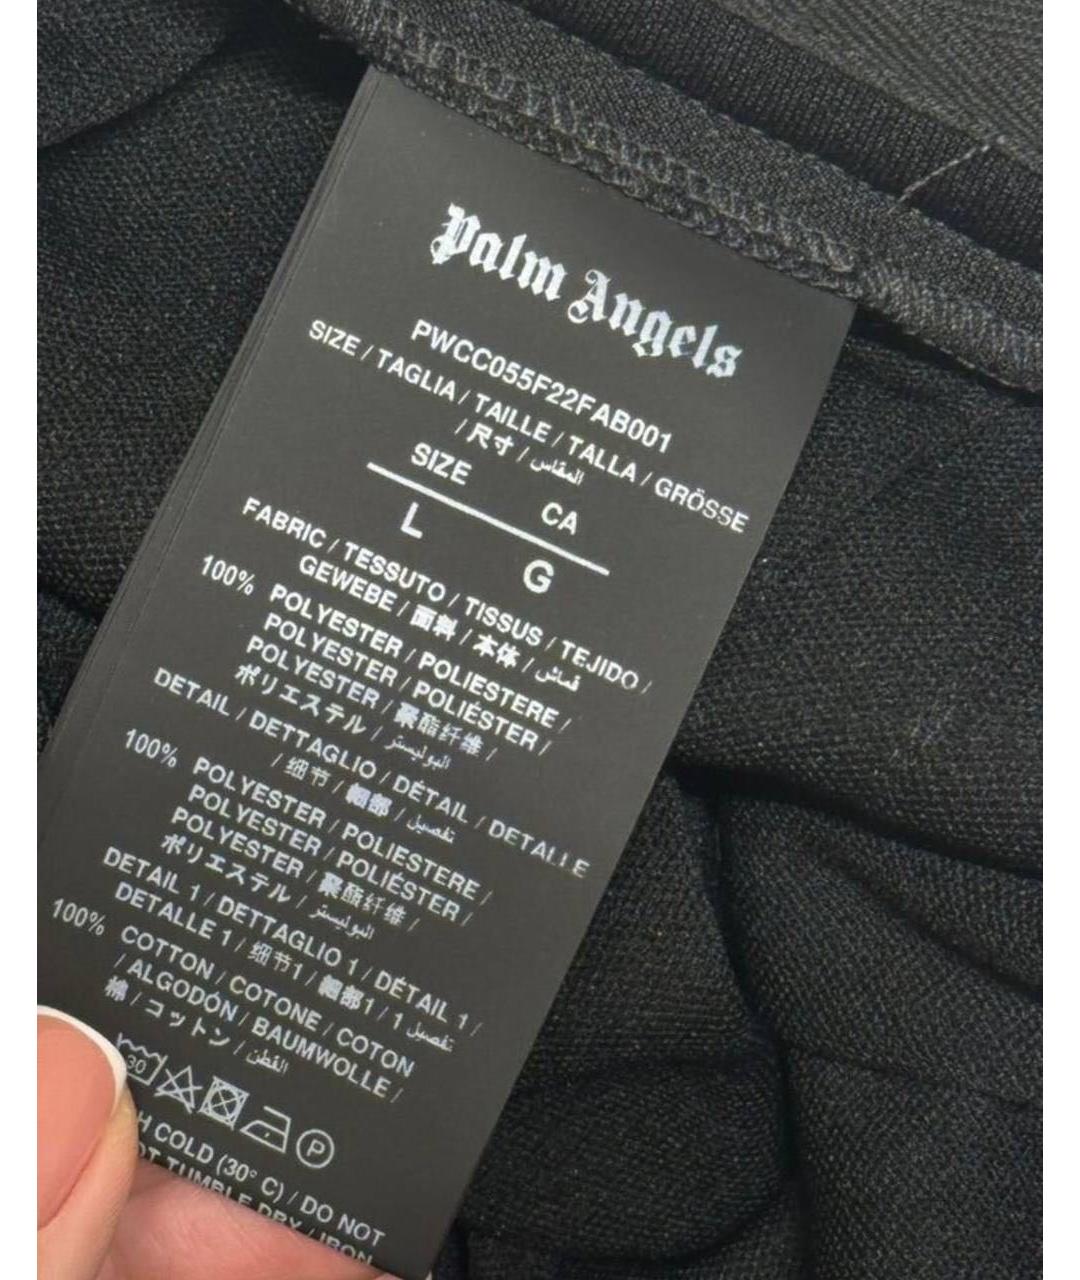 Palm Angels
PWCC055F22FAB001
SIZE / TAGLIA / TAILLE / TALLA / GRÖSSE
/ 尺寸 / المقاس
SIZE CA
L G
FABRIC / TESSUTO / TISSUS / TEJIDO /
GEWEBE / 面料 / 本体 / قماش
100% POLYESTER / POLIESTERE /
POLYESTER / POLIÉSTER /
POLYESTER / 聚酯纤维 /
ポリエステル / البوليستر
DETAIL / DETTAGLIO / DÉTAIL / DETALLE
/ 细节 / 細部 / تفصيل
100% POLYESTER / POLIESTERE /
POLYESTER / POLIÉSTER /
POLYESTER / 聚酯纤维 /
ポリエステル / البوليستر
DETAIL 1 / DETTAGLIO 1 / DÉTAIL 1 /
DETALLE 1 / 细节1 / 細部1 / تفصيل 1
100% COTTON / COTONE / COTON
/ ALGODÓN / BAUMWOLLE /
棉 / コットン / القطن
30 P
H COLD (30° C) / DO NOT
OT TUMBLE DRY / IRON